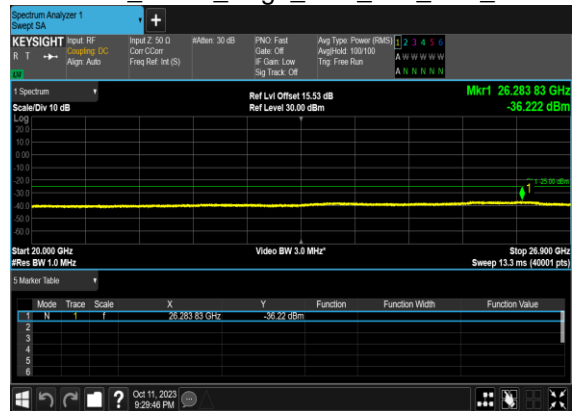 Spectrum Analyzer 1
Swept SA
+
KEYSIGHT
R T
Input: RF
Coupling: DC
Align: Auto
Input Z: 50 Ω
Corr CCorr
Freq Ref: Int (S)
#Atten: 30 dB
PNO: Fast
Gate: Off
IF Gain: Low
Sig Track: Off
Avg Type: Power (RMS)
Avg|Hold: 100/100
Trig: Free Run
1 2 3 4 5 6
A W W W W W
A N N N N N
1 Spectrum
Scale/Div 10 dB
Ref Lvl Offset 15.53 dB
Ref Level 30.00 dBm
Mkr1 26.283 83 GHz
-36.222 dBm
Log
20.0
10.0
0.00
-10.0
-20.0
-30.0
-40.0
-50.0
-60.0
-25.00 dBm
1
Start 20.000 GHz
#Res BW 1.0 MHz
Video BW 3.0 MHz*
Stop 26.900 GHz
Sweep 13.3 ms (40001 pts)
5 Marker Table
Mode Trace Scale X Y Function Function Width Function Value
1 N 1 f 26.283 83 GHz -36.22 dBm
2
3
4
5
6
?
Oct 11, 2023
9:29:46 PM